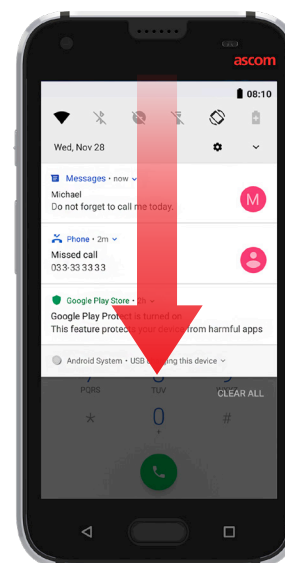 ascom
08:10
Wed, Nov 28
Messages • now
Michael
Do not forget to call me today.
M
Phone • 2m
Missed call
033-33 33 33
Google Play Store
Google Play Protect is turned on
This feature protects your device from harmful apps
Android System • USB charging this device
CLEAR ALL
PQRS
TUV
*
0
+
#